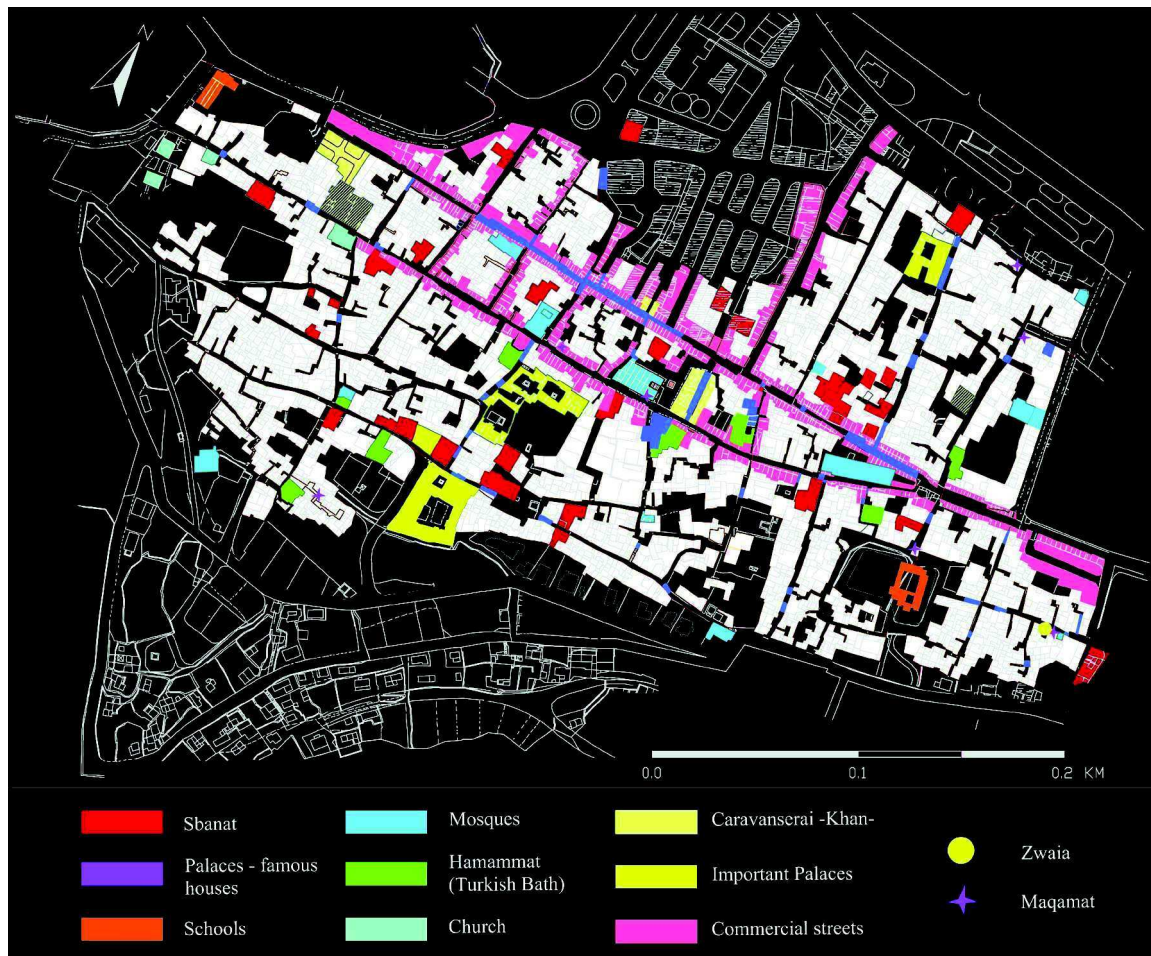 N
0.0 0.1 0.2 KM
Sbanat
Palaces - famous
houses
Schools
Mosques
Hamammat
(Turkish Bath)
Church
Caravanserai -Khan-
Important Palaces
Commercial streets
Zwaia
Maqamat